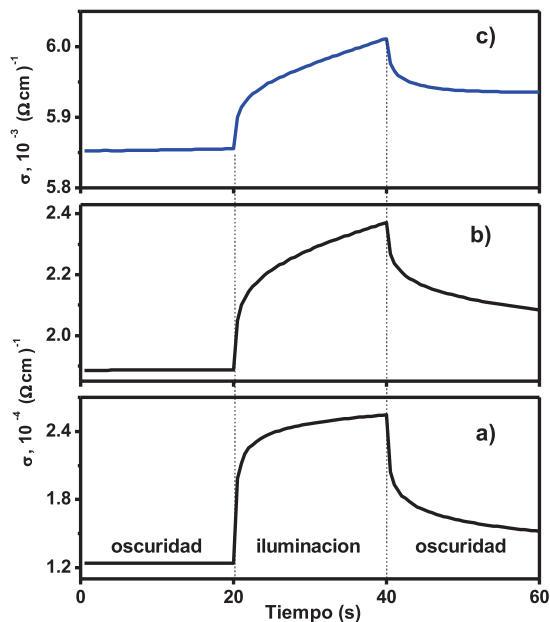 c)
6.0
5.9
5.8
σ, 10⁻³ (Ωcm)⁻¹
b)
2.4
2.2
2.0
σ, 10⁻⁴ (Ωcm)⁻¹
a)
2.4
1.8
1.2
oscuridad iluminacion oscuridad
0 20 40 60
Tiempo (s)